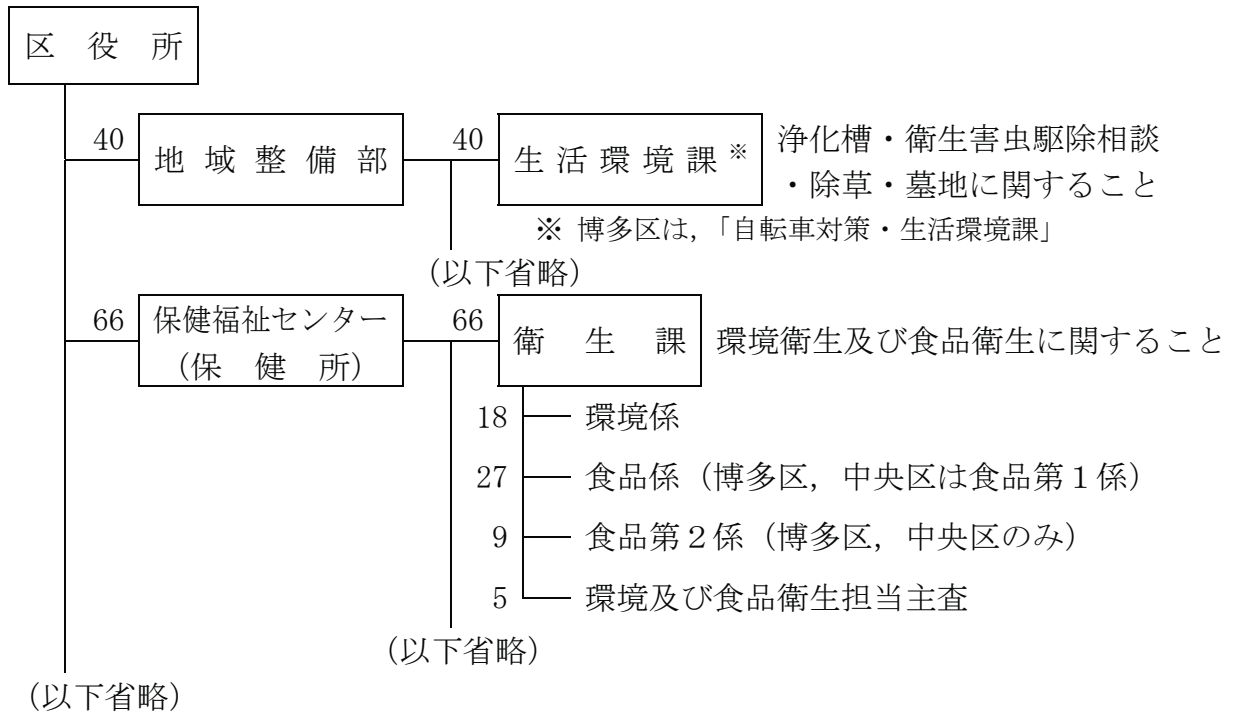 区役所
40 地域整備部 40 生活環境課※ 浄化槽・衛生害虫駆除相談
・除草・墓地に関すること
※ 博多区は，「自転車対策・生活環境課」
（以下省略）
66 保健福祉センター 66 衛生課 環境衛生及び食品衛生に関すること
（保健所）
18 環境係
27 食品係（博多区，中央区は食品第１係）
9 食品第２係（博多区，中央区のみ）
5 環境及び食品衛生担当主査
（以下省略）
（以下省略）